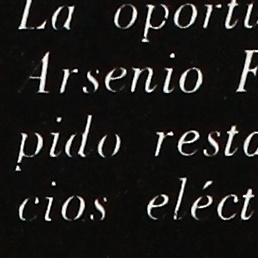 La oportu
Arsenio
pido resta
cios eléct